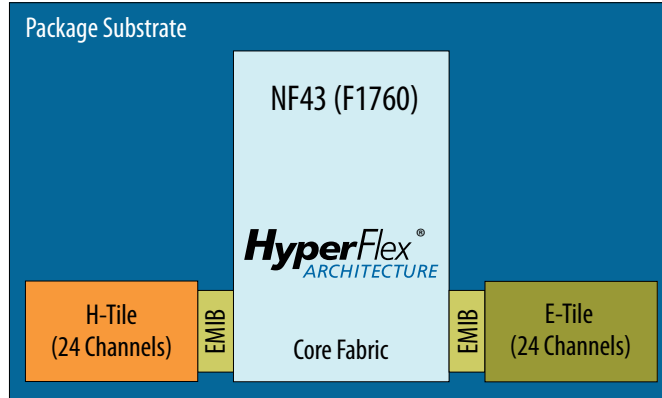 Package Substrate
NF43 (F1760)
HyperFlex®
ARCHITECTURE
H-Tile
(24 Channels)
EMIB
Core Fabric
EMIB
E-Tile
(24 Channels)